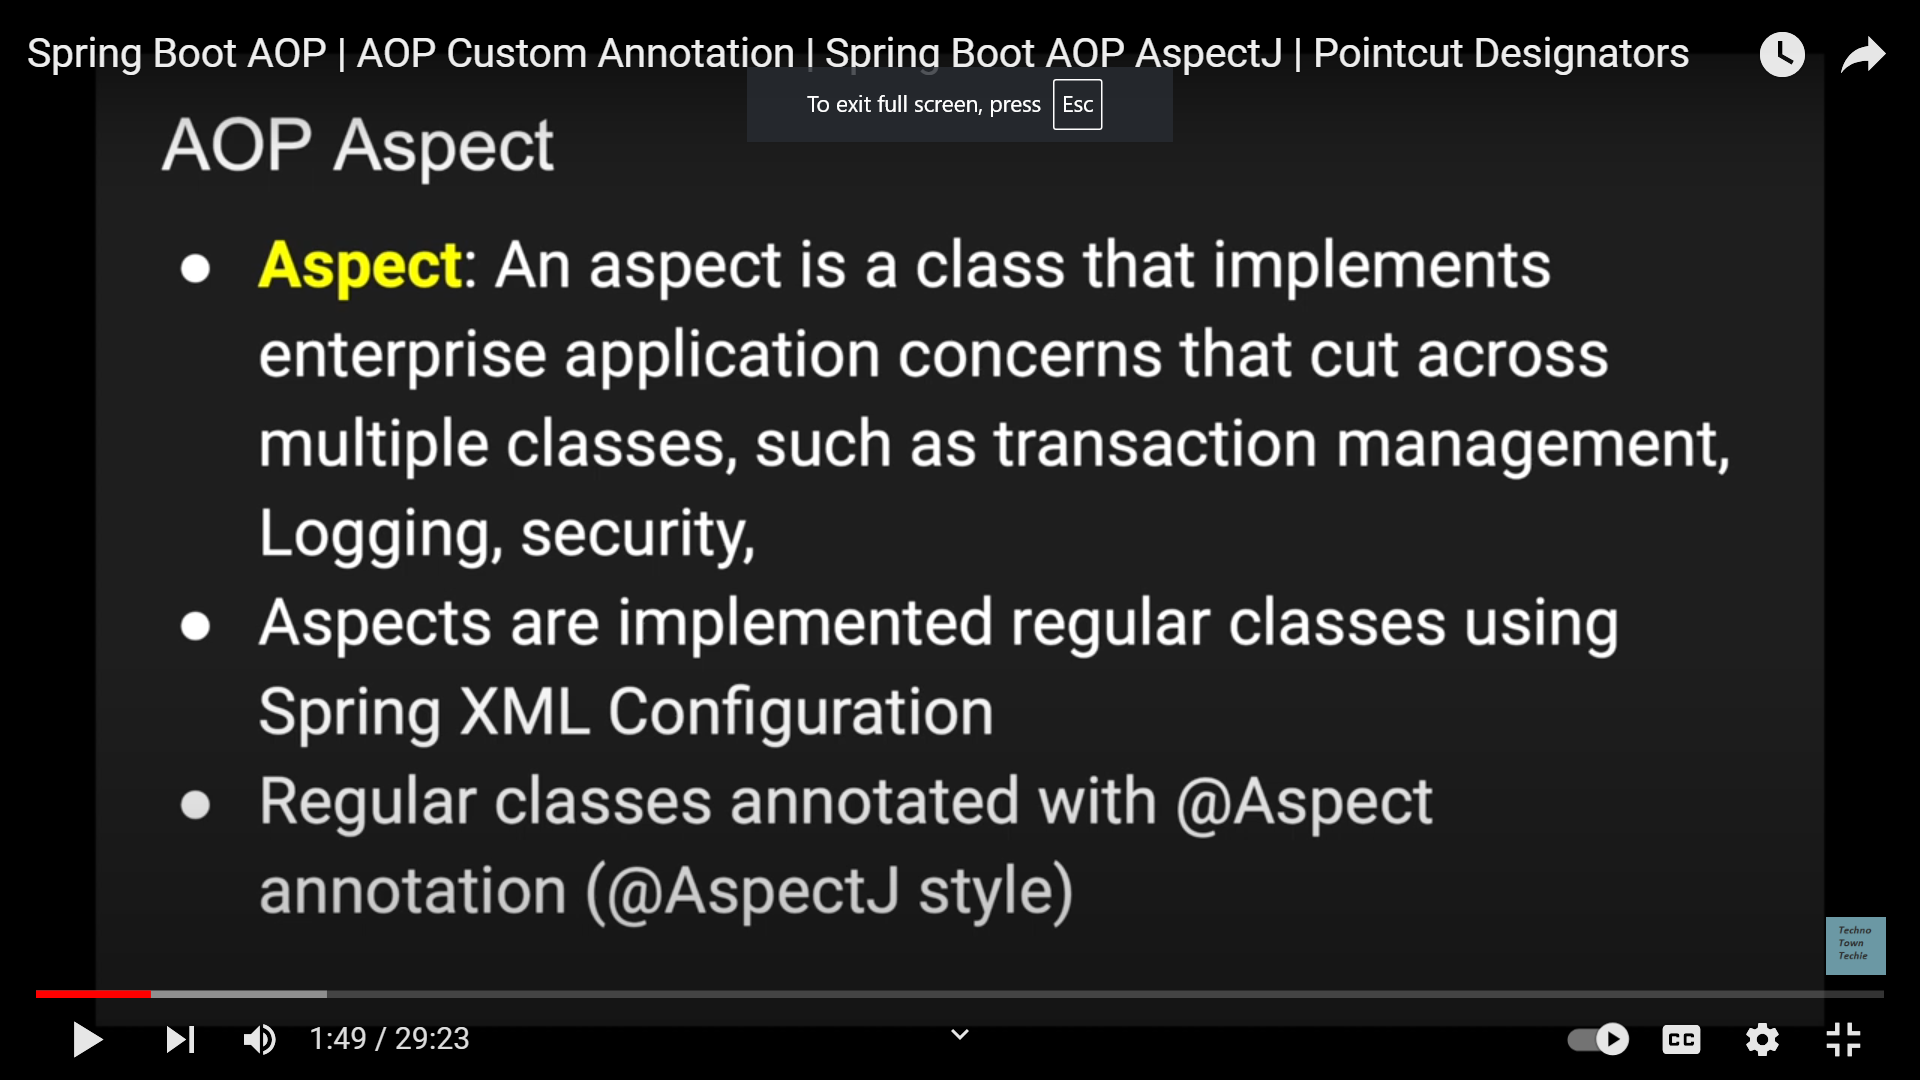 Spring Boot AOP | AOP Custom Annotation | Spring Boot AOP AspectJ | Pointcut Designators
To exit full screen, press Esc
AOP Aspect
● Aspect: An aspect is a class that implements
enterprise application concerns that cut across
multiple classes, such as transaction management,
Logging, security,
● Aspects are implemented regular classes using
Spring XML Configuration
● Regular classes annotated with @Aspect
annotation (@AspectJ style)
Techno
Town
Techie
1:49 / 29:23
CC